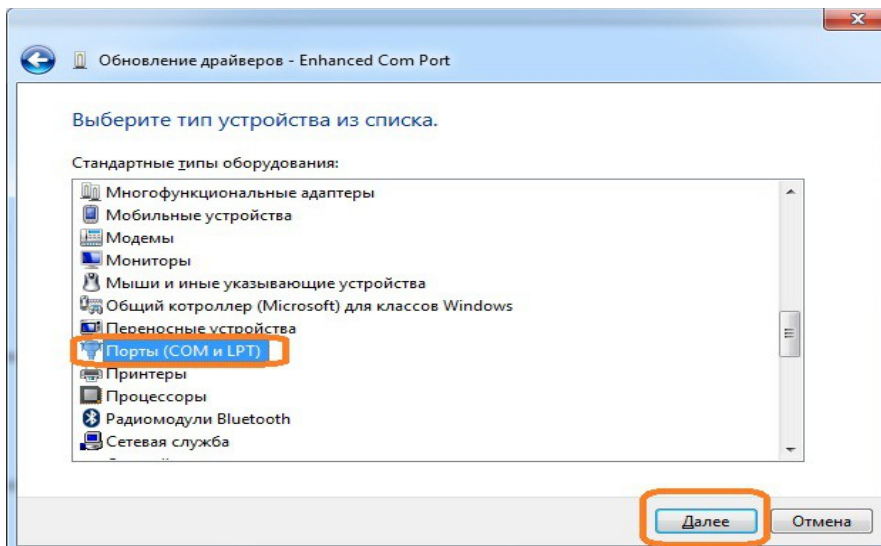 Обновление драйверов - Enhanced Com Port
Выберите тип устройства из списка.
Стандартные типы оборудования:
Многофункциональные адаптеры
Мобильные устройства
Модемы
Мониторы
Мыши и иные указывающие устройства
Общий котроллер (Microsoft) для классов Windows
Переносные устройства
Порты (COM и LPT)
Принтеры
Процессоры
Радиомодули Bluetooth
Сетевая служба
Далее
Отмена